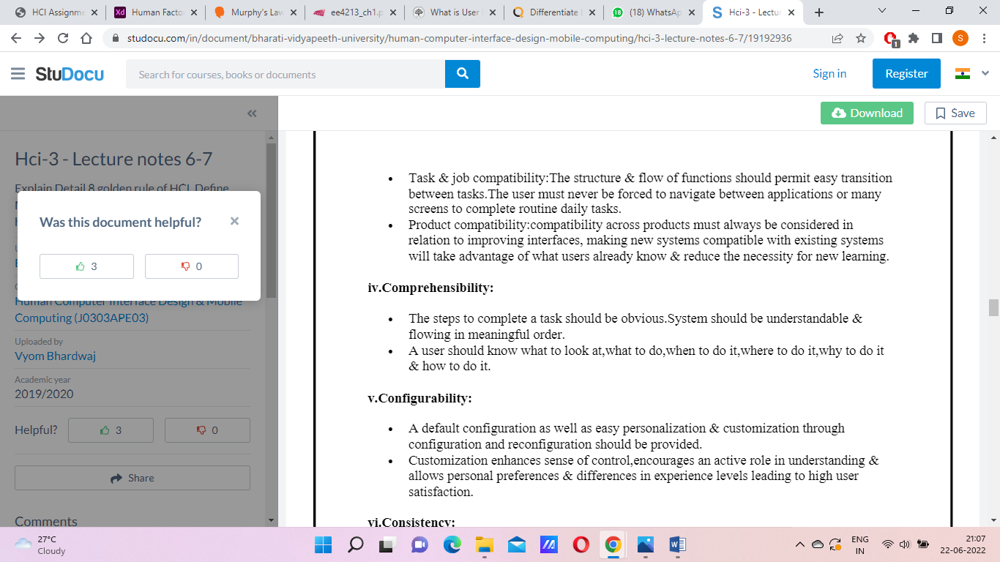 HCI Assignme
Xd Human Facto
Murphy's Law
ee4213_ch1.p
What is User
Differentiate
18 (18) WhatsAp
S Hci-3 - Lectur
studocu.com/in/document/bharati-vidyapeeth-university/human-computer-interface-design-mobile-computing/hci-3-lecture-notes-6-7/19192936
1
S
StuDocu
Search for courses, books or documents
Sign in
Register
Download
Save
Hci-3 - Lecture notes 6-7
Explain Detail 8 golden rule of HCI. Define
Was this document helpful?
3
0
Human Computer Interface Design & Mobile
Computing (J0303APE03)
Uploaded by
Vyom Bhardwaj
Academic year
2019/2020
Helpful?
3
0
Share
Comments
• Task & job compatibility:The structure & flow of functions should permit easy transition
between tasks.The user must never be forced to navigate between applications or many
screens to complete routine daily tasks.
• Product compatibility:compatibility across products must always be considered in
relation to improving interfaces, making new systems compatible with existing systems
will take advantage of what users already know & reduce the necessity for new learning.
iv.Comprehensibility:
• The steps to complete a task should be obvious.System should be understandable &
flowing in meaningful order.
• A user should know what to look at,what to do,when to do it,where to do it,why to do it
& how to do it.
v.Configurability:
• A default configuration as well as easy personalization & customization through
configuration and reconfiguration should be provided.
• Customization enhances sense of control,encourages an active role in understanding &
allows personal preferences & differences in experience levels leading to high user
satisfaction.
vi.Consistency:
27°C
Cloudy
ENG
IN
21:07
22-06-2022